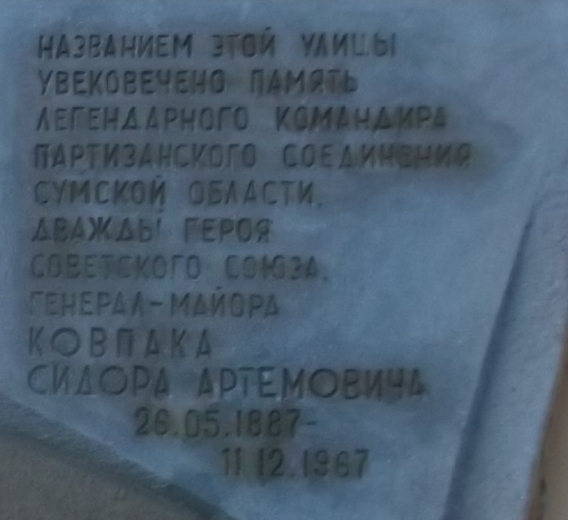 НАЗВАНИЕМ ЭТОЙ УЛИЦЫ
УВЕКОВЕЧЕНО ПАМЯТЬ
ЛЕГЕНДАРНОГО КОМАНДИРА
ПАРТИЗАНСКОГО СОЕДИНЕНИЯ
СУМСКОЙ ОБЛАСТИ,
ДВАЖДЫ ГЕРОЯ
СОВЕТСКОГО СОЮЗА,
ГЕНЕРАЛ-МАЙОРА
КОВПАКА
СИДОРА АРТЕМОВИЧА
26.05.1887-
11.12.1967